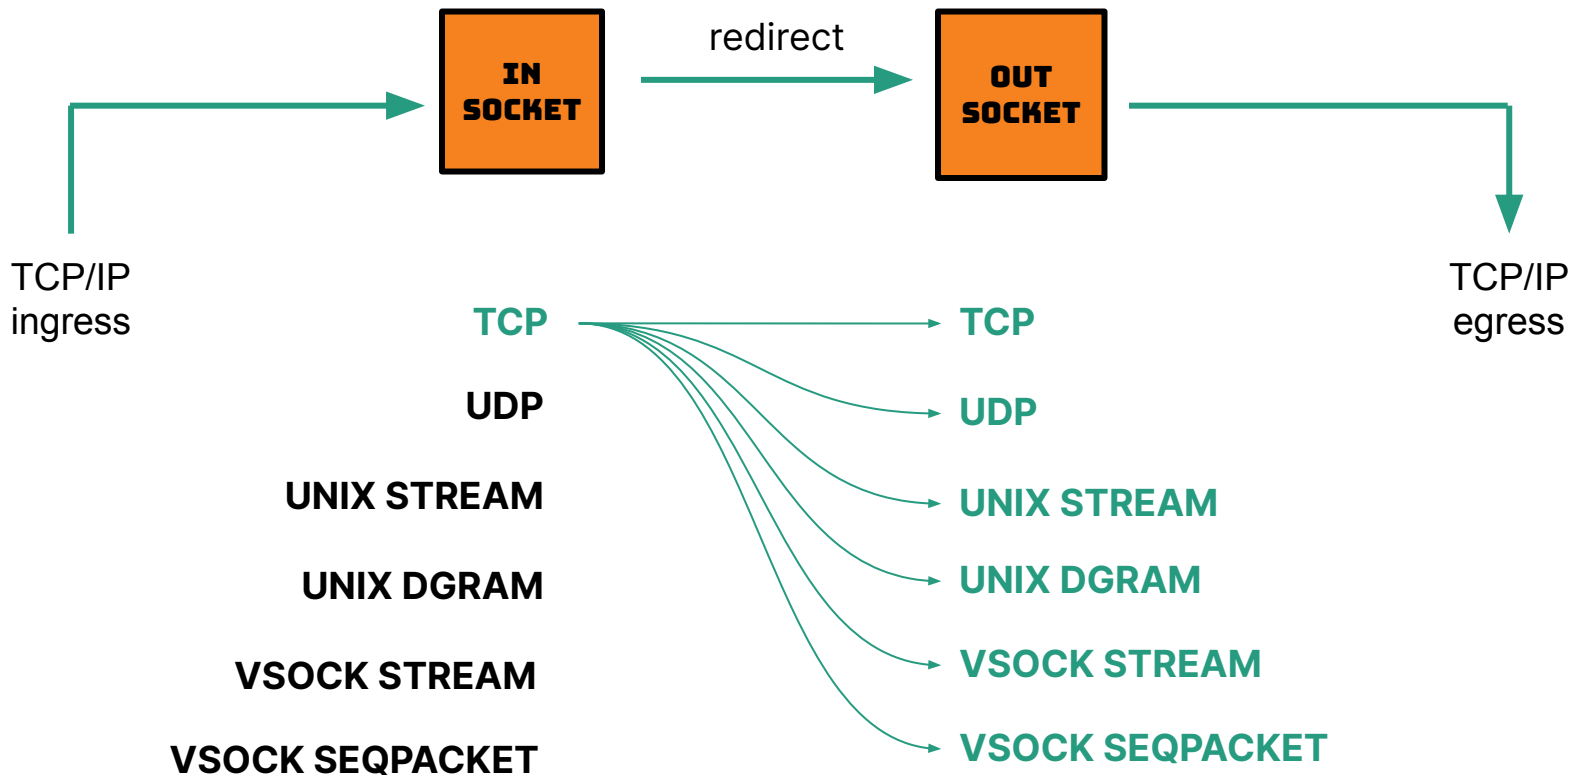 redirect
IN
SOCKET
OUT
SOCKET
TCP/IP
ingress
TCP/IP
egress
TCP
TCP
UDP
UDP
UNIX STREAM
UNIX STREAM
UNIX DGRAM
UNIX DGRAM
VSOCK STREAM
VSOCK STREAM
VSOCK SEQPACKET
VSOCK SEQPACKET